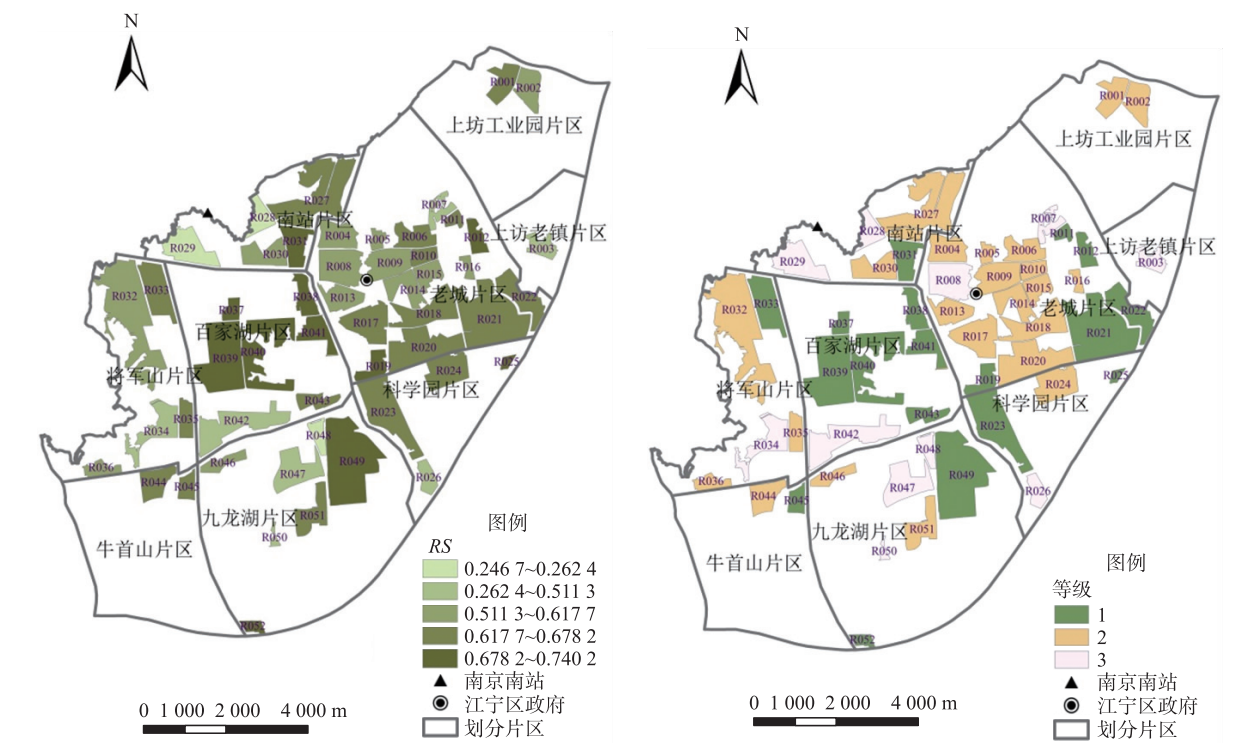 N
R001
R002
上坊工业园片区
R027
R028
南站片区
R029
R030
R031
R004
R005
R006
R007
R011
R012
上访老镇片区
R003
R008
R009
R010
R015
R016
R014
R013
老城片区
R022
R032
R033
R037
R038
百家湖片区
R041
R039
R040
R017
R018
R021
R020
R019
R025
R024
将军山片区
科学园片区
R043
R023
R034
R035
R042
R048
R036
R046
R049
R047
R026
R044
R045
九龙湖片区
R051
R050
牛首山片区
R052
图例
RS
0.246 7~0.262 4
0.262 4~0.511 3
0.511 3~0.617 7
0.617 7~0.678 2
0.678 2~0.740 2
南京南站
江宁区政府
划分片区
0 1 000 2 000 4 000 m
N
R001
R002
上坊工业园片区
R027
R028
南站片区
R029
R030
R031
R004
R005
R006
R007
R011
R012
上访老镇片区
R003
R008
R009
R010
R015
R016
R014
R013
老城片区
R022
R032
R033
R037
R038
百家湖片区
R041
R039
R040
R017
R018
R021
R020
R019
R025
R024
将军山片区
科学园片区
R043
R023
R034
R035
R042
R048
R036
R046
R049
R047
R026
R044
R045
九龙湖片区
R051
R050
牛首山片区
R052
图例
等级
1
2
3
南京南站
江宁区政府
划分片区
0 1 000 2 000 4 000 m